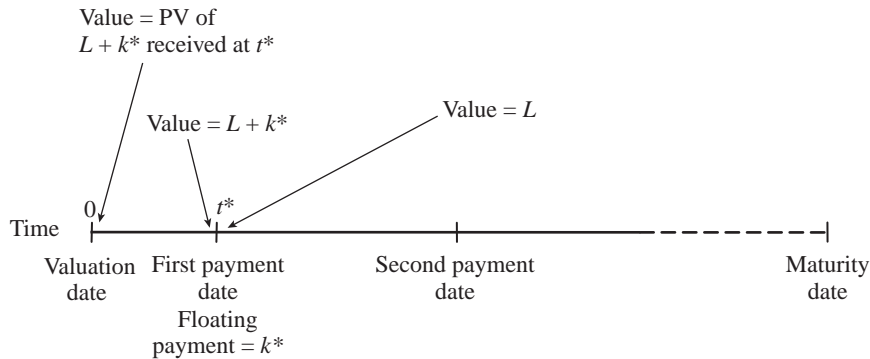 Value = PV of
L + k* received at t*
Value = L + k*
Value = L
0
t*
Time
Valuation
date
First payment
date
Floating
payment = k*
Second payment
date
Maturity
date